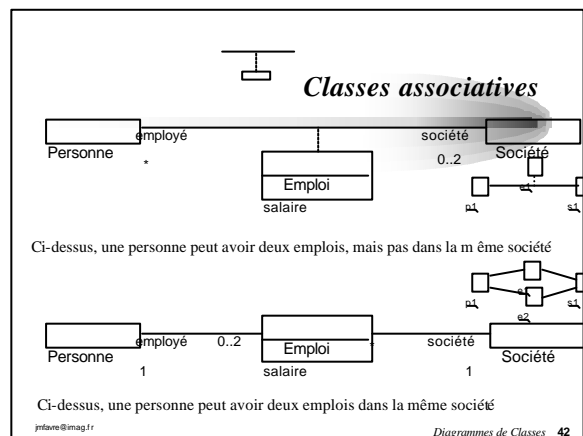 Classes associatives
employé
société
Personne
*
0..2
Société
Emploi
salaire
e1
p1
s1
Ci-dessus, une personne peut avoir deux emplois, mais pas dans la m ême société
e1
p1
s1
e2
employé
0..2
*
société
Personne
Emploi
Société
1
salaire
1
Ci-dessus, une personne peut avoir deux emplois dans la même société
jmfavre@imag.fr
Diagrammes de Classes 42